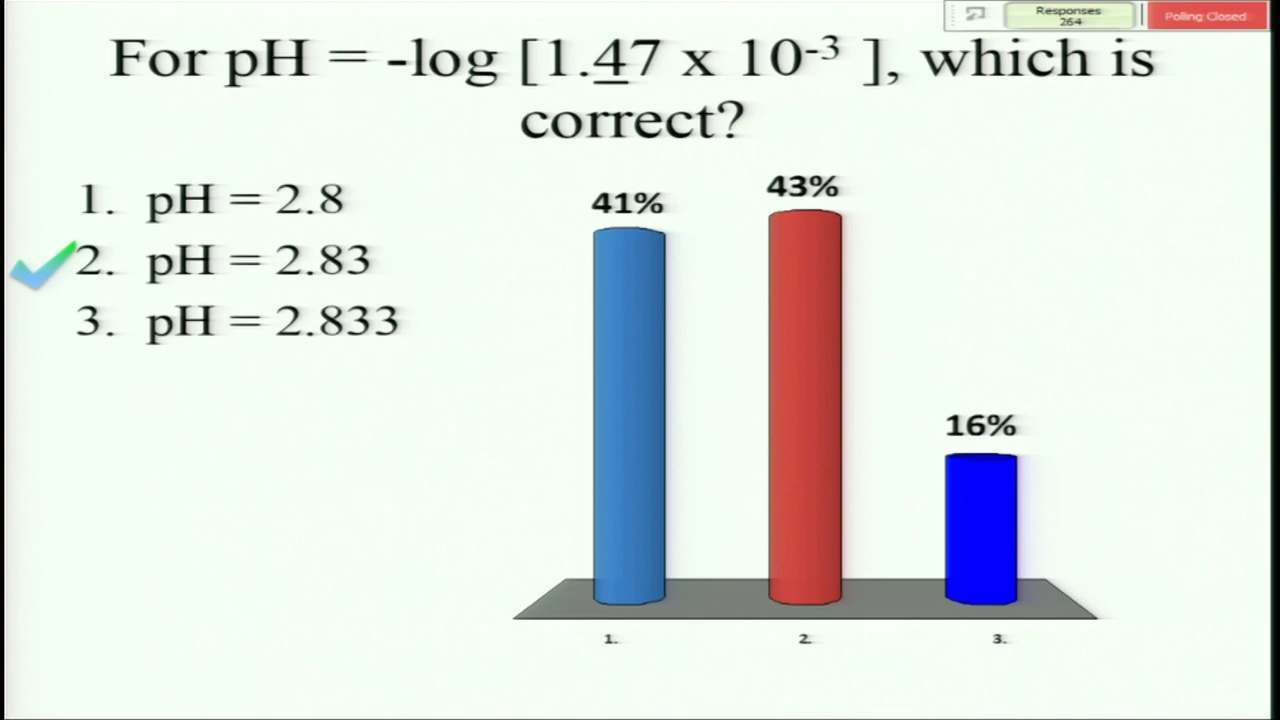 Responses
264
Polling Closed
For pH = -log [1.47 x 10⁻³ ], which is
correct?
1. pH = 2.8
2. pH = 2.83
3. pH = 2.833
41%
43%
16%
1.
2.
3.